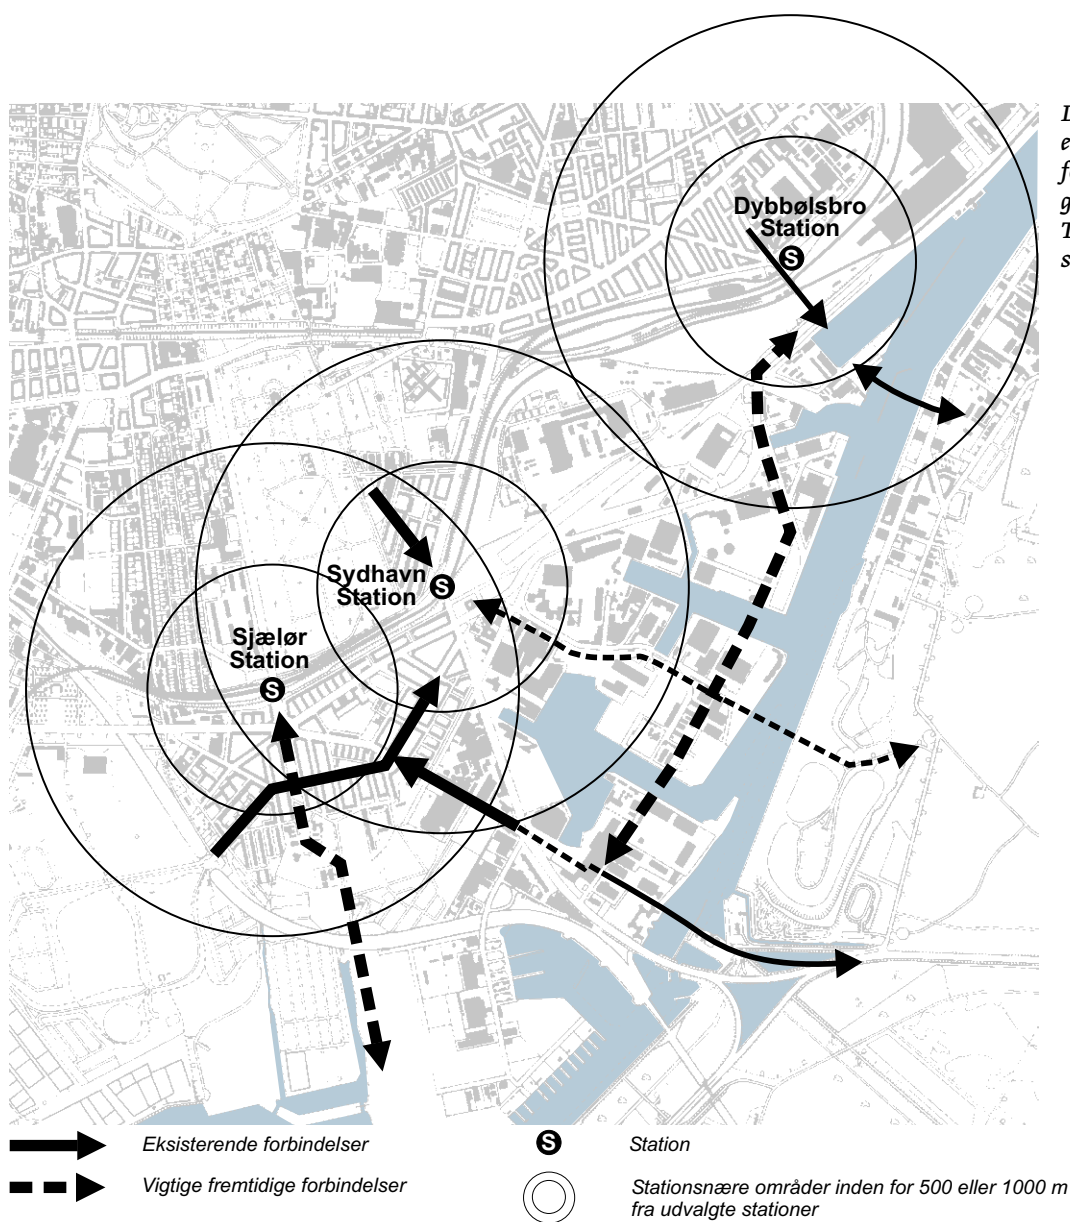 Dybbølsbro
Station
S
Sydhavn
Station
S
Sjælør
Station
S
Eksisterende forbindelser
S
Station
Vigtige fremtidige forbindelser
Stationsnære områder inden for 500 eller 1000 m
fra udvalgte stationer